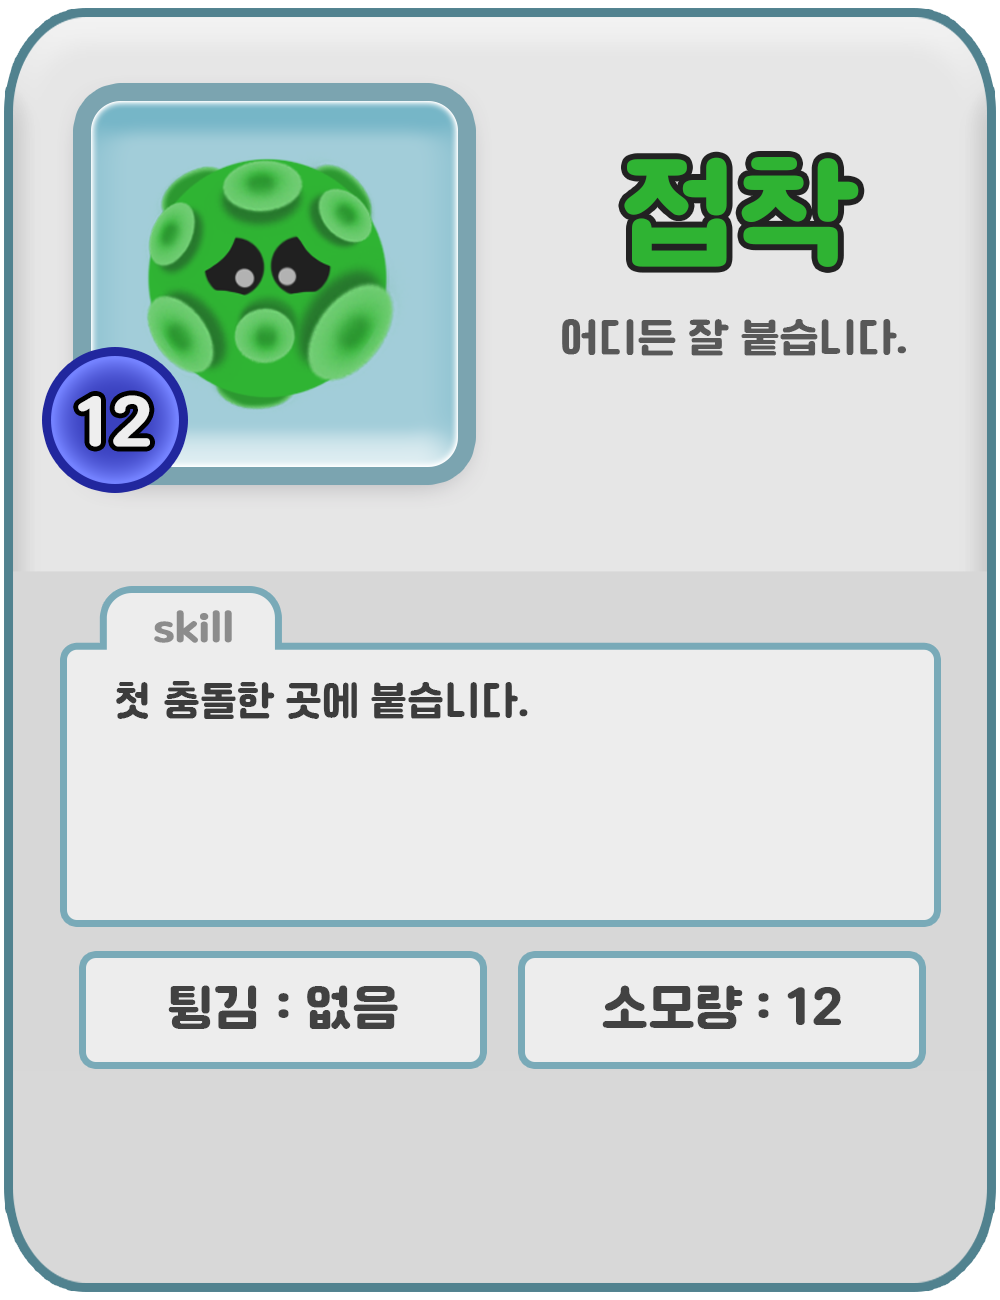 접착
어디든 잘 붙습니다.
12
skill
첫 충돌한 곳에 붙습니다.
튕김 : 없음
소모량 : 12